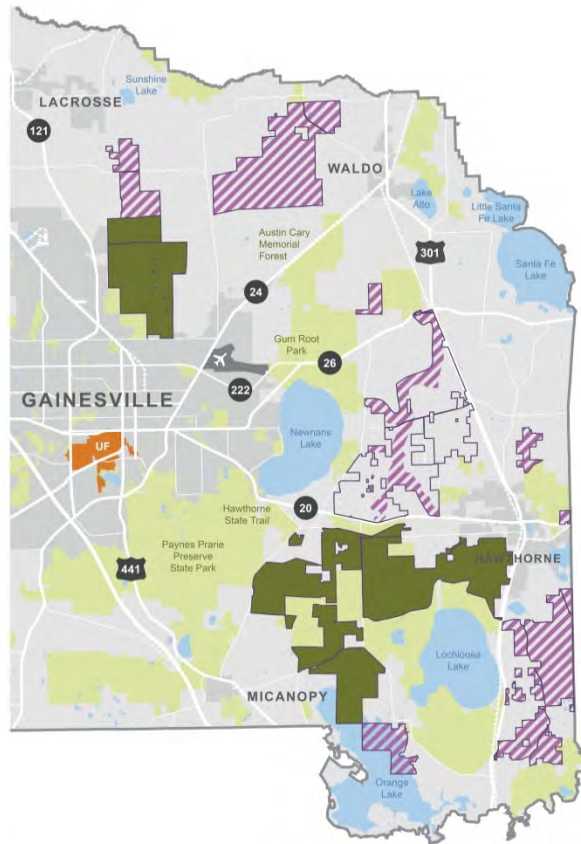 Sunshine
Lake
LACROSSE
121
WALDO
Lake
Alto
Little Santa
Fe Lake
Austin Cary
Memorial
Forest
301
Santa Fe
Lake
24
Gum Root
Park
26
222
GAINESVILLE
UF
Newnans
Lake
Hawthorne
State Trail
20
Paynes Prarie
Preserve
State Park
441
HAWTHORNE
Lochloosa
Lake
MICANOPY
Orange
Lake